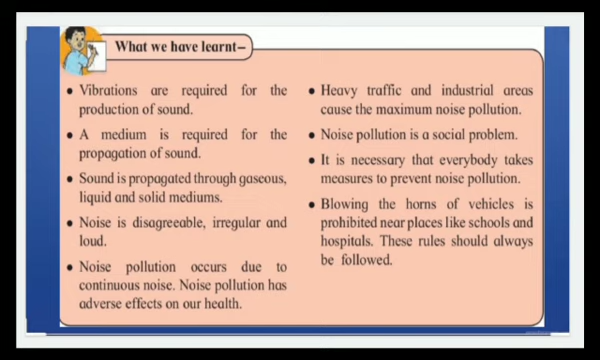 What we have learnt–
• Vibrations are required for the
production of sound.
• A medium is required for the
propagation of sound.
• Sound is propagated through gaseous,
liquid and solid mediums.
• Noise is disagreeable, irregular and
loud.
• Noise pollution occurs due to
continuous noise. Noise pollution has
adverse effects on our health.
• Heavy traffic and industrial areas
cause the maximum noise pollution.
• Noise pollution is a social problem.
• It is necessary that everybody takes
measures to prevent noise pollution.
• Blowing the horns of vehicles is
prohibited near places like schools and
hospitals. These rules should always
be followed.